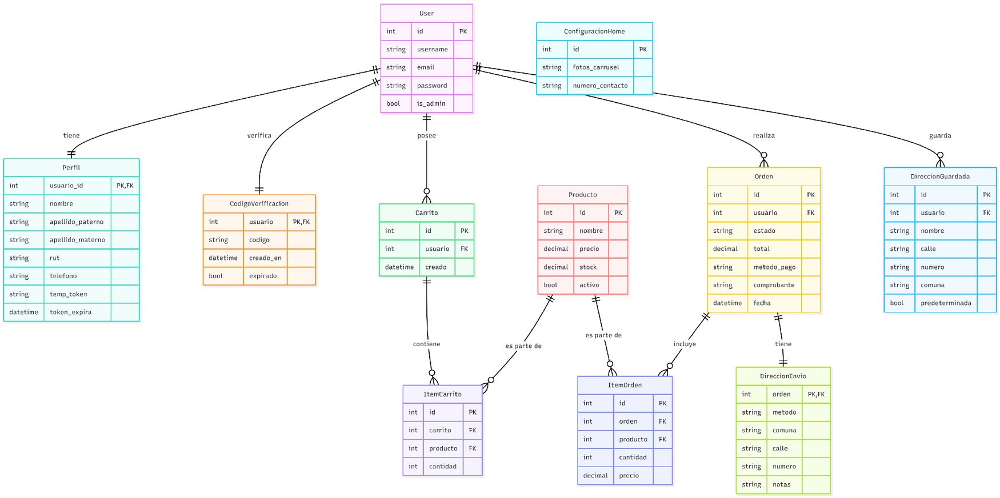 User
int id PK
string username
string email
string password
bool is_admin
ConfiguracionHome
int id PK
string fotos_carrusel
string numero_contacto
tiene
verifica
posee
realiza
guarda
Perfil
int usuario_id PK,FK
string nombre
string apellido_paterno
string apellido_materno
string rut
string telefono
string temp_token
datetime token_expira
CodigoVerificacion
int usuario PK,FK
string codigo
datetime creado_en
bool expirado
Carrito
int id PK
int usuario FK
datetime creado
Producto
int id PK
string nombre
decimal precio
decimal stock
bool activo
Orden
int id PK
int usuario FK
string estado
decimal total
string metodo_pago
string comprobante
datetime fecha
DireccionGuardada
int id PK
int usuario FK
string nombre
string calle
string numero
string comuna
bool predeterminada
contiene
es parte de
es parte de
incluye
tiene
ItemCarrito
int id PK
int carrito FK
int producto FK
int cantidad
ItemOrden
int id PK
int orden FK
int producto FK
int cantidad
decimal precio
DireccionEnvio
int orden PK,FK
string metodo
string comuna
string calle
string numero
string notas